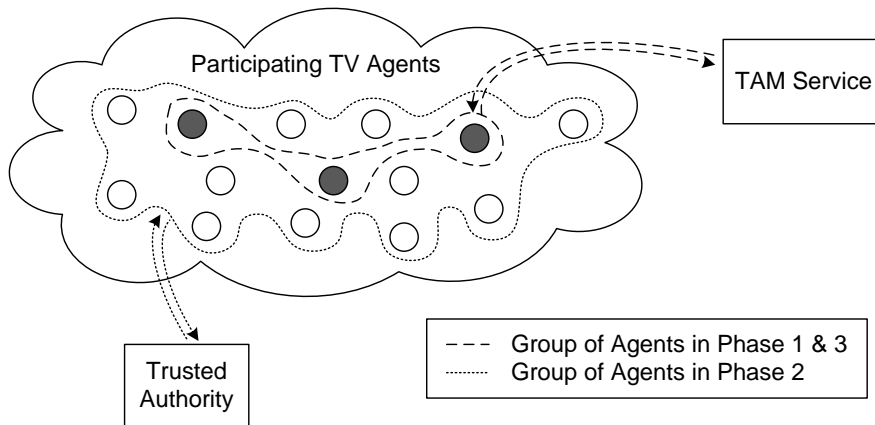 Participating TV Agents
TAM Service
Trusted
Authority
Group of Agents in Phase 1 & 3
Group of Agents in Phase 2